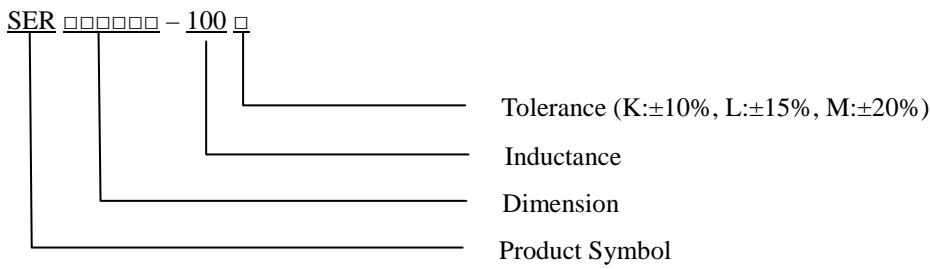 SER □□□□□□ – 100 □
Tolerance (K:±10%, L:±15%, M:±20%)
Inductance
Dimension
Product Symbol